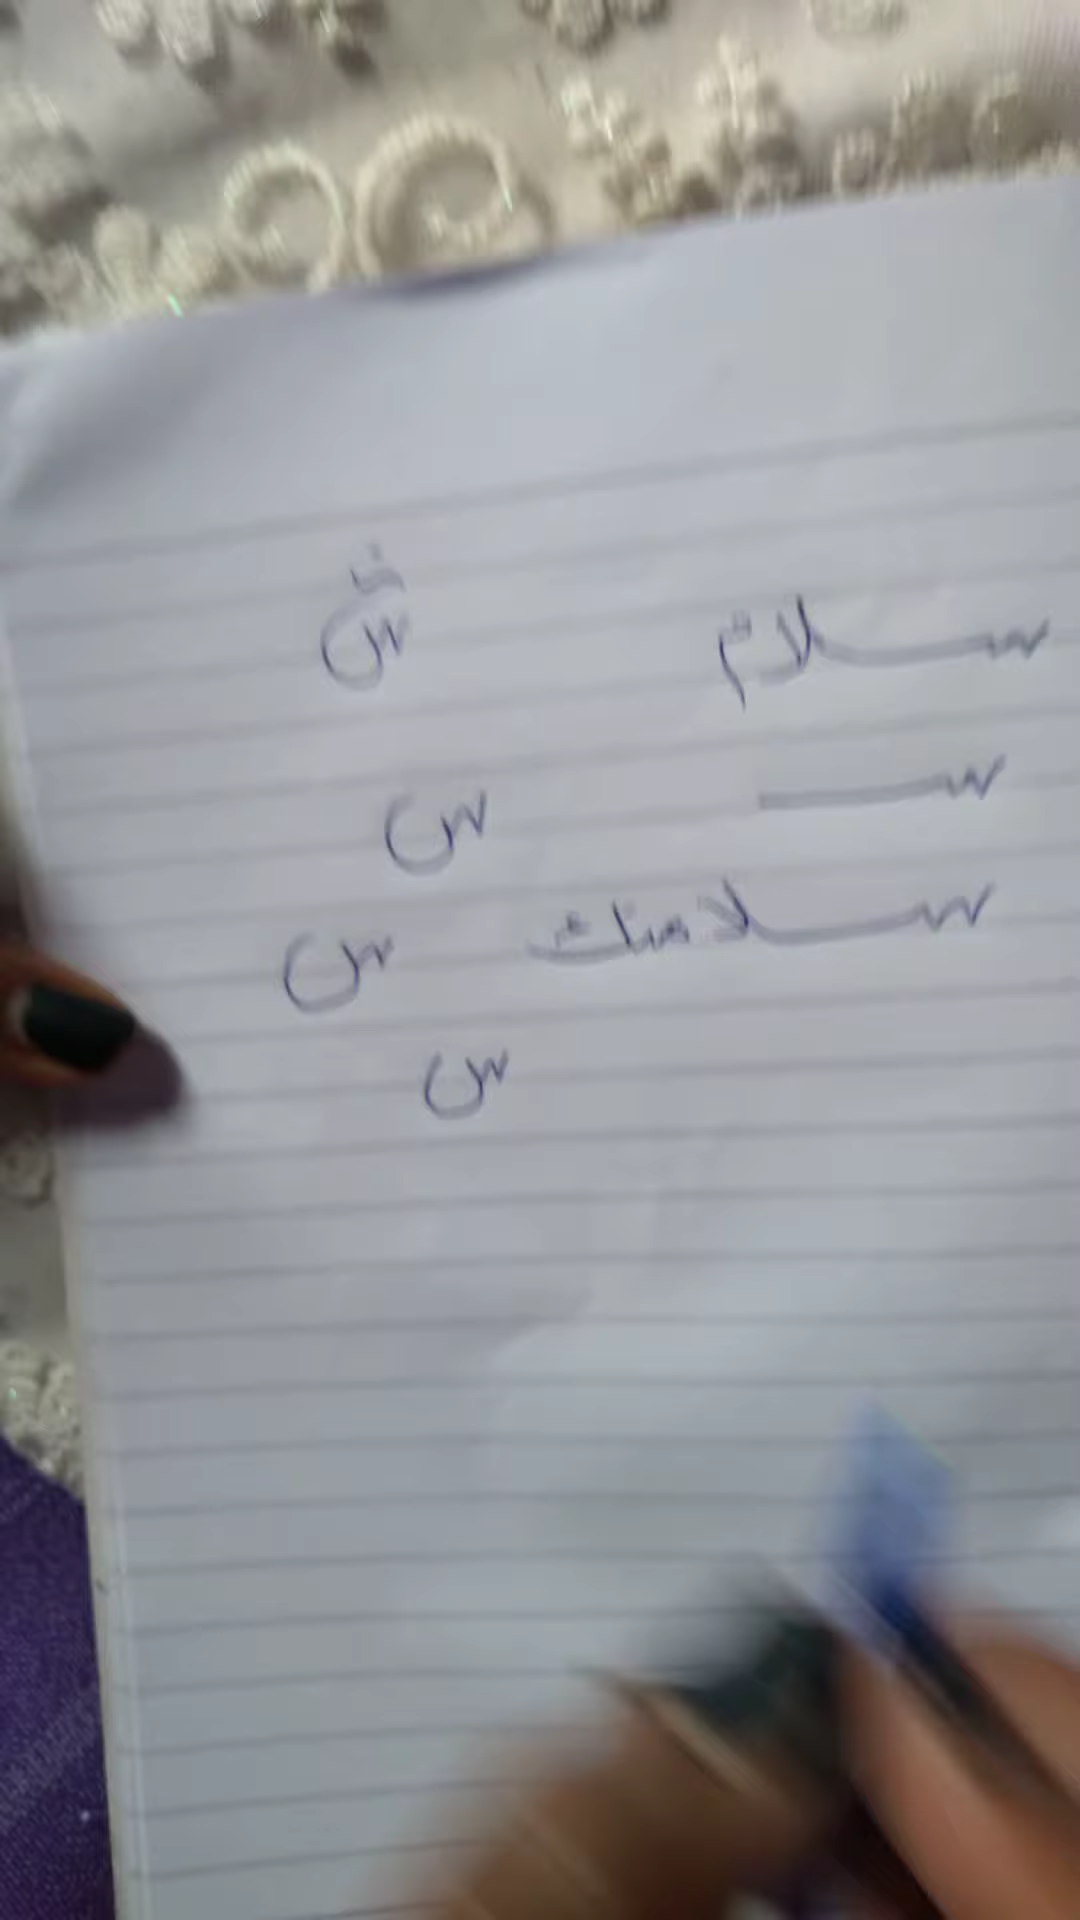 سلام ش
سـ س
سلامتك س
س